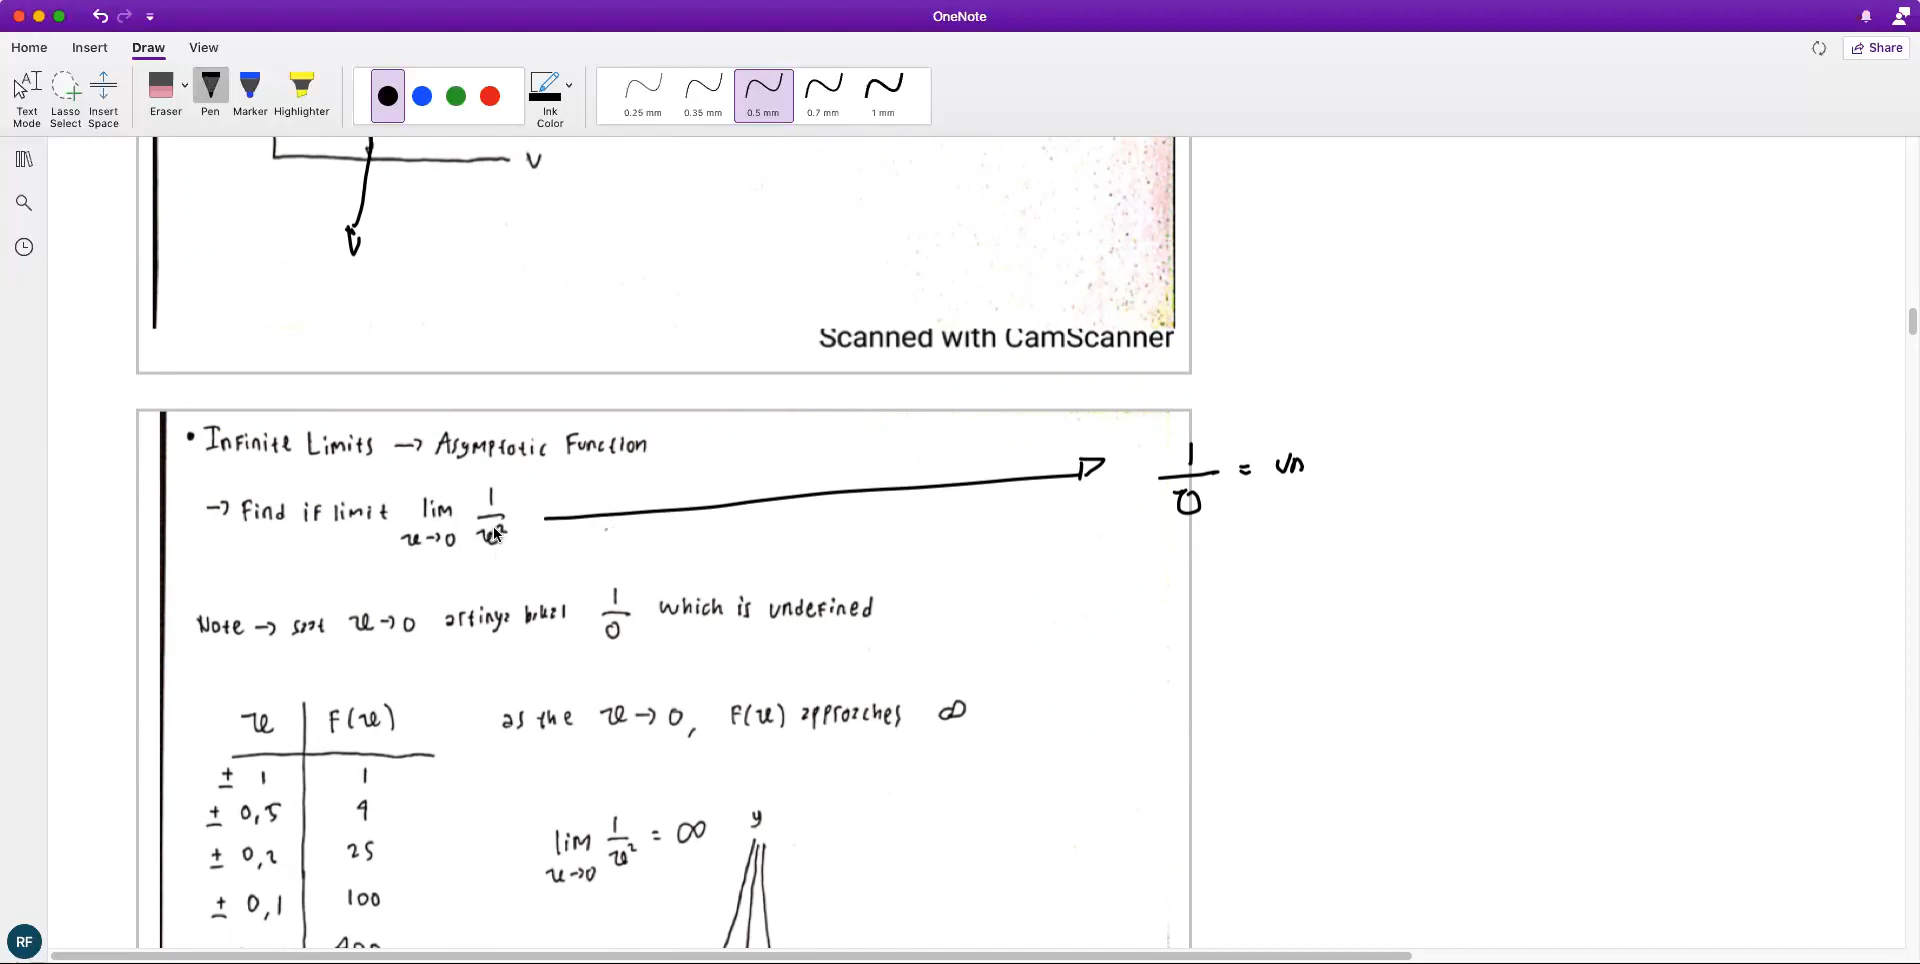 OneNote
Home Insert Draw View
Share
Text Mode
Lasso Select
Insert Space
Eraser
Pen
Marker
Highlighter
Ink Color
0.25 mm
0.35 mm
0.5 mm
0.7 mm
1 mm
V
Scanned with CamScanner
• Infinite Limits → Asymptotic Function
→ Find if limit lim x→0 1/x²
1/0 = un
Note → x→0 1/0 which is undefined
x F(x)
as the x→0, F(x) approaches ∞
± 1 1
± 0,5 4
± 0,2 25
± 0,1 100
lim x→0 1/x² = ∞
y
400
RF